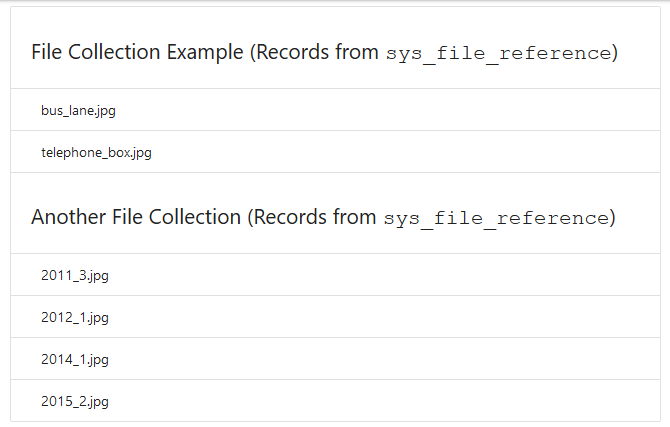 File Collection Example (Records from sys_file_reference)
bus_lane.jpg
telephone_box.jpg
Another File Collection (Records from sys_file_reference)
2011_3.jpg
2012_1.jpg
2014_1.jpg
2015_2.jpg